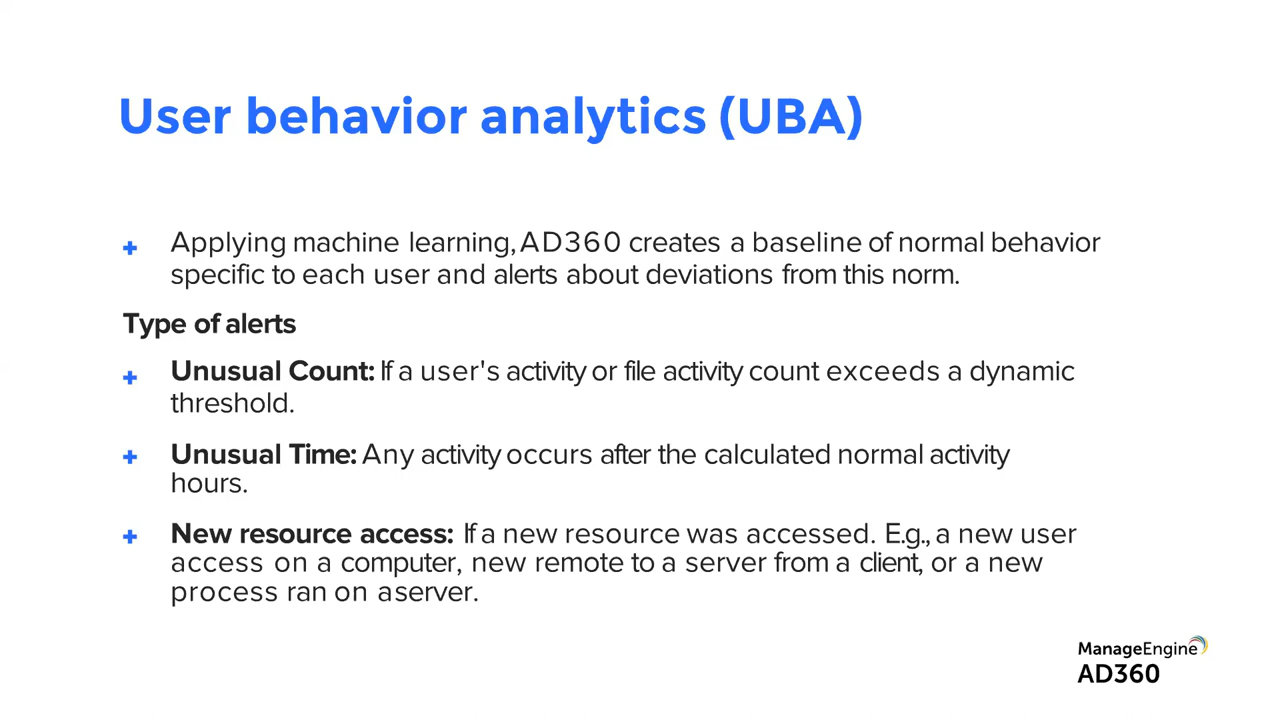 User behavior analytics (UBA)
Applying machine learning, AD360 creates a baseline of normal behavior
specific to each user and alerts about deviations from this norm.
Type of alerts
Unusual Count: If a user's activity or file activity count exceeds a dynamic
threshold.
Unusual Time: Any activity occurs after the calculated normal activity
hours.
New resource access: If a new resource was accessed. E.g., a new user
access on a computer, new remote to a server from a client, or a new
process ran on aserver.
ManageEngine
AD360